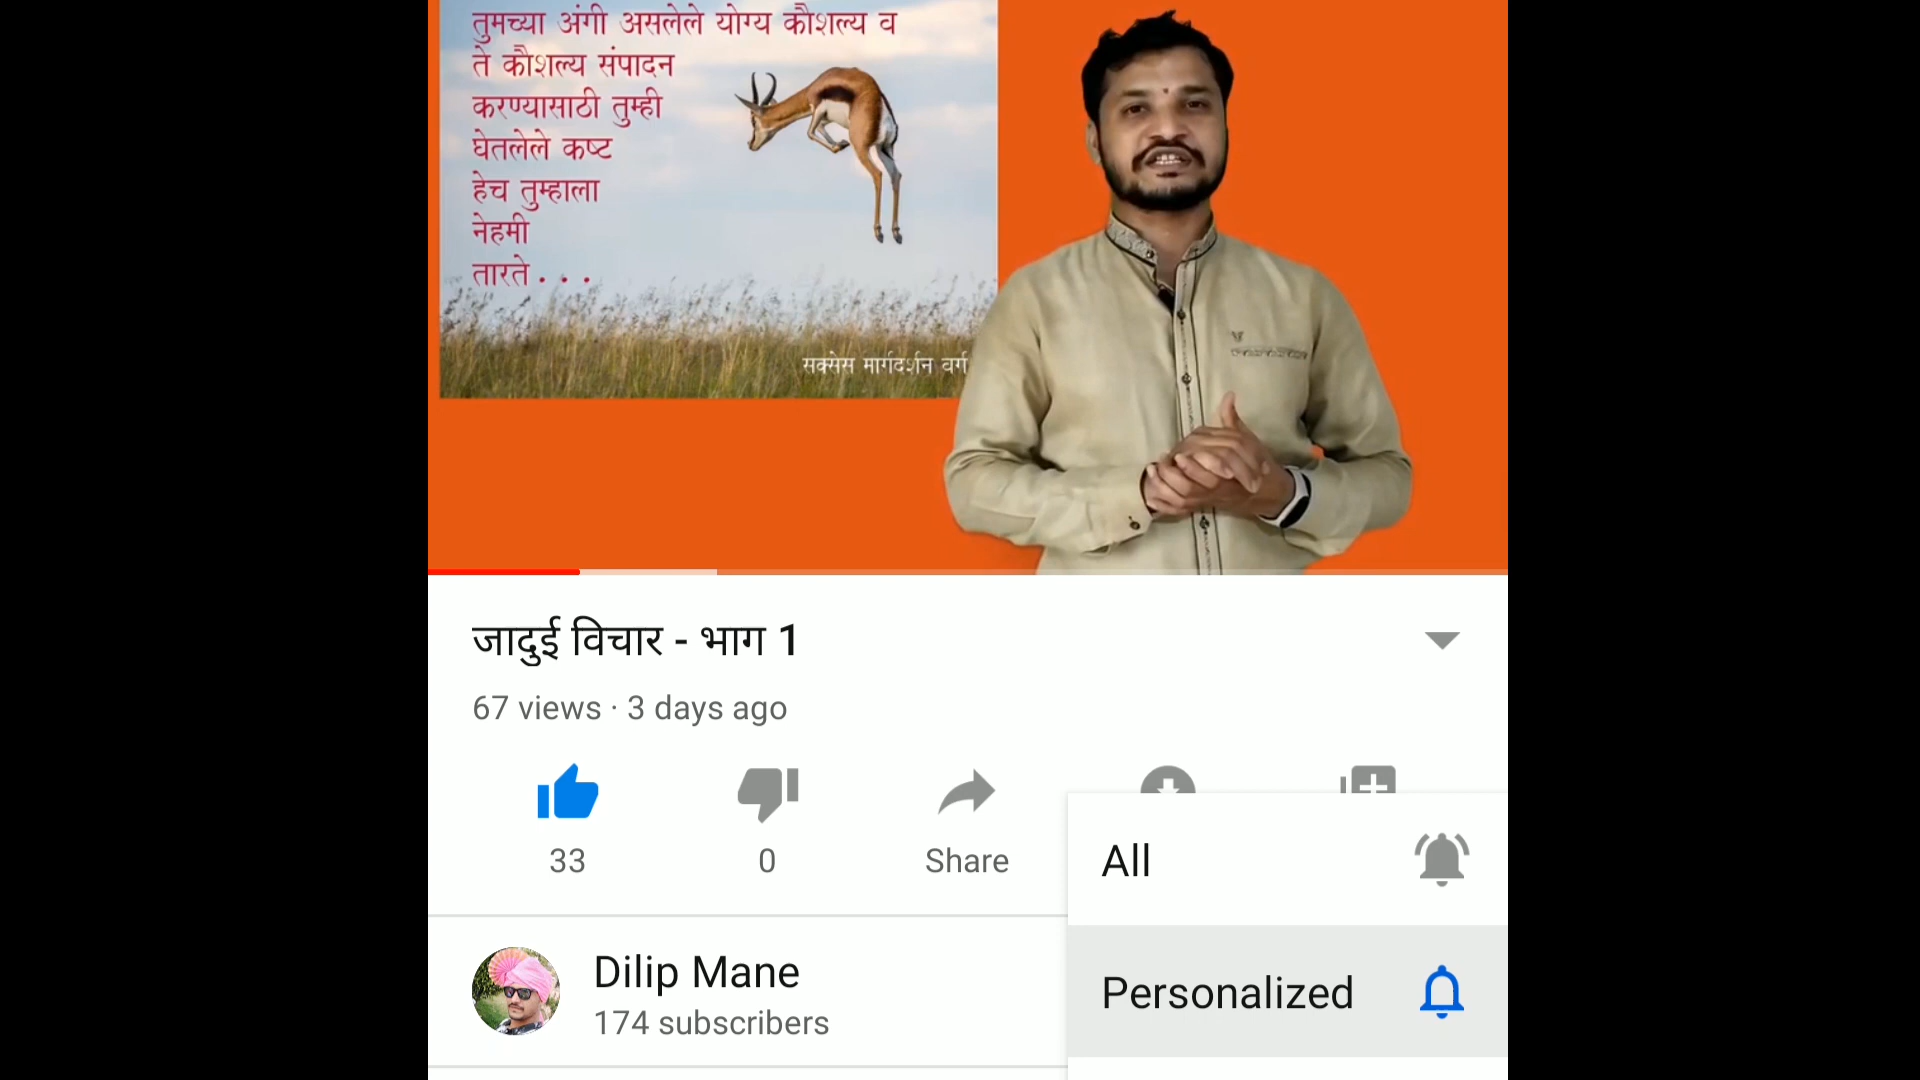 तुमच्या अंगी असलेले योग्य कौशल्य व
ते कौशल्य संपादन
करण्यासाठी तुम्ही
घेतलेले कष्ट
हेच तुम्हाला
नेहमी
तारते . . .
सक्सेस मार्गदर्शन वर्ग
जादुई विचार - भाग 1
67 views · 3 days ago
33
0
Share
All
Dilip Mane
174 subscribers
Personalized